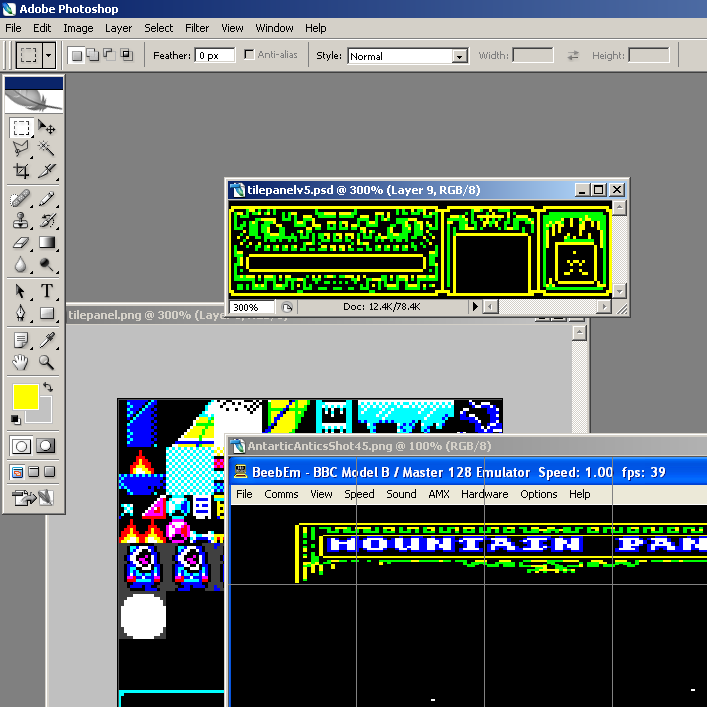 Adobe Photoshop
File Edit Image Layer Select Filter View Window Help
Feather: 0 px Anti-alias Style: Normal Width: Height:
tilepanelv5.psd @ 300% (Layer 9, RGB/8)
300% Doc: 12.4K/78.4K
tilepanel.png @ 300% (Lay
AntarticAnticsShot45.png @ 100% (RGB/8)
BeebEm - BBC Model B / Master 128 Emulator Speed: 1.00 fps: 39
File Comms View Speed Sound AMX Hardware Options Help
MOUNTAIN PAN